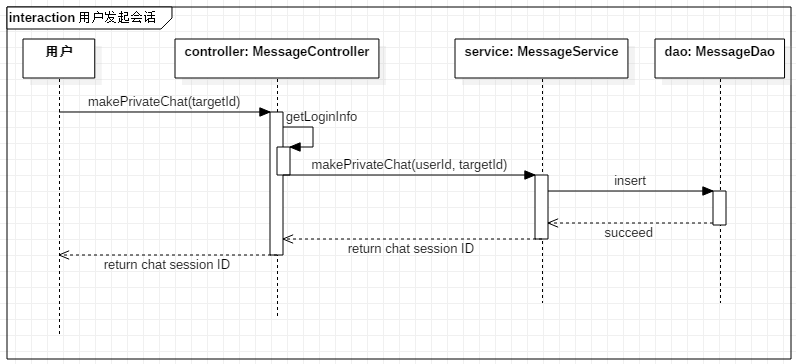 interaction 用户发起会话
用户
controller: MessageController
service: MessageService
dao: MessageDao
makePrivateChat(targetId)
getLoginInfo
makePrivateChat(userId, targetId)
insert
succeed
return chat session ID
return chat session ID